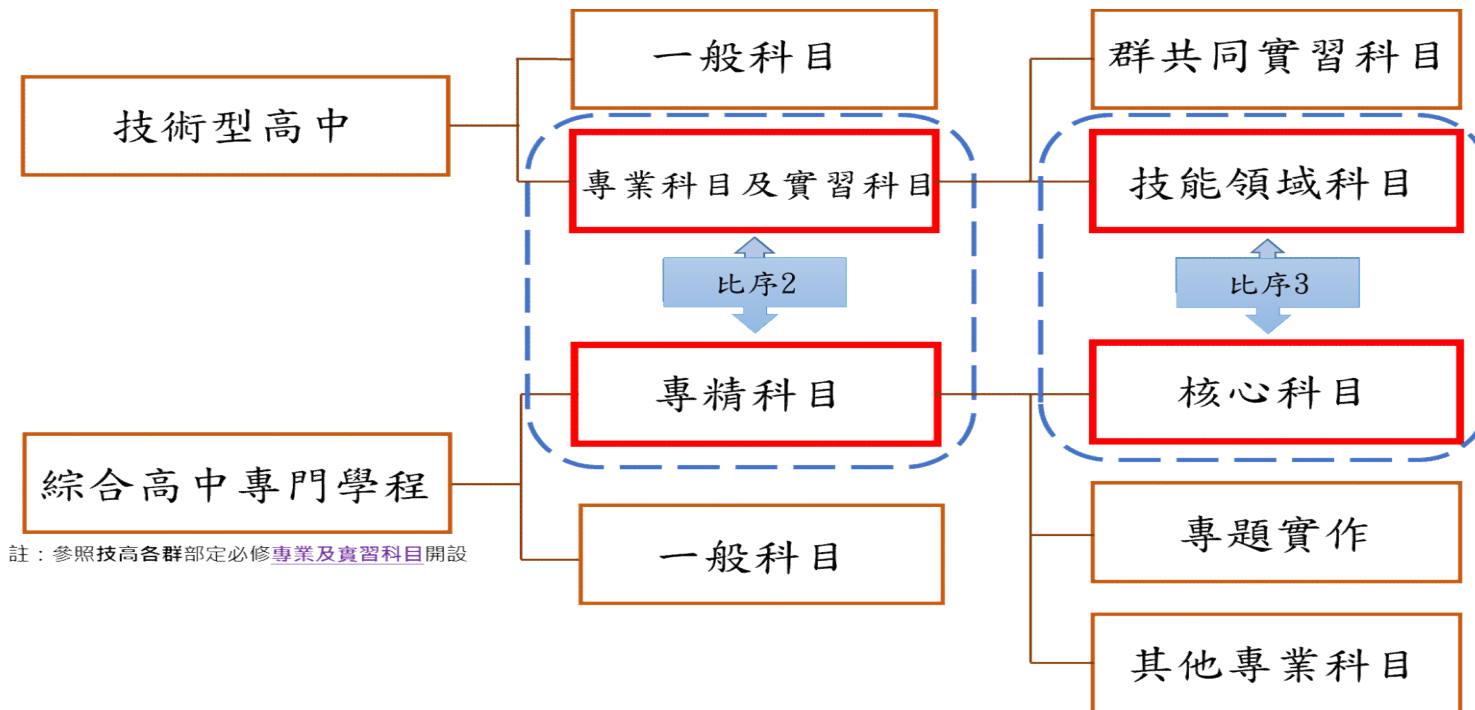 一般科目
群共同實習科目
技術型高中
專業科目及實習科目
技能領域科目
比序2
比序3
專精科目
核心科目
綜合高中專門學程
註：參照技高各群部定必修專業及實習科目開設
一般科目
專題實作
其他專業科目